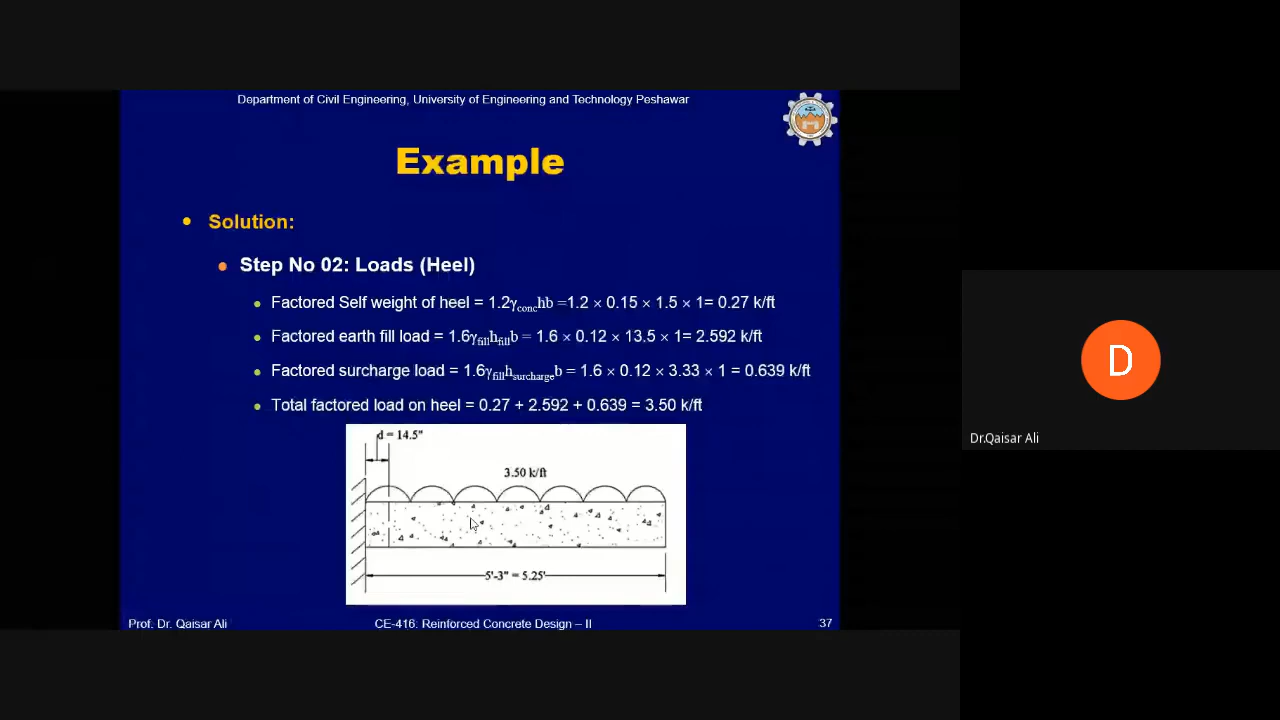 Department of Civil Engineering, University of Engineering and Technology Peshawar
Example
• Solution:
• Step No 02: Loads (Heel)
• Factored Self weight of heel = 1.2γconchb =1.2 × 0.15 × 1.5 × 1= 0.27 k/ft
• Factored earth fill load = 1.6γfillhfillb = 1.6 × 0.12 × 13.5 × 1= 2.592 k/ft
• Factored surcharge load = 1.6γfillhsurchargeb = 1.6 × 0.12 × 3.33 × 1 = 0.639 k/ft
• Total factored load on heel = 0.27 + 2.592 + 0.639 = 3.50 k/ft
d = 14.5"
3.50 k/ft
5'-3" = 5.25'
Prof. Dr. Qaisar Ali
CE-416: Reinforced Concrete Design – II
37
D
Dr.Qaisar Ali